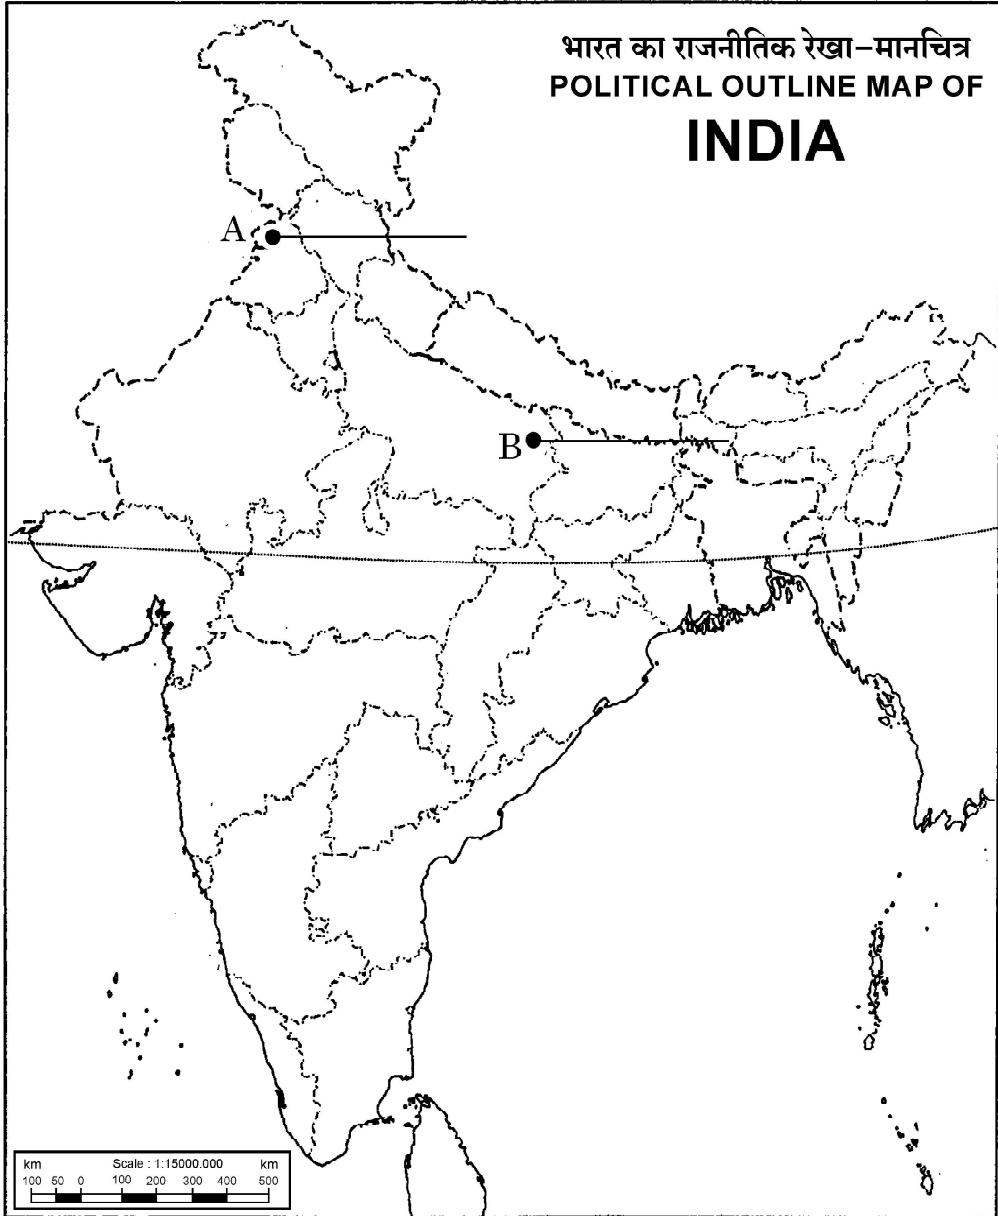 भारत का राजनीतिक रेखा–मानचित्र
POLITICAL OUTLINE MAP OF
INDIA
A
B
km Scale : 1:15000.000 km
100 50 0 100 200 300 400 500